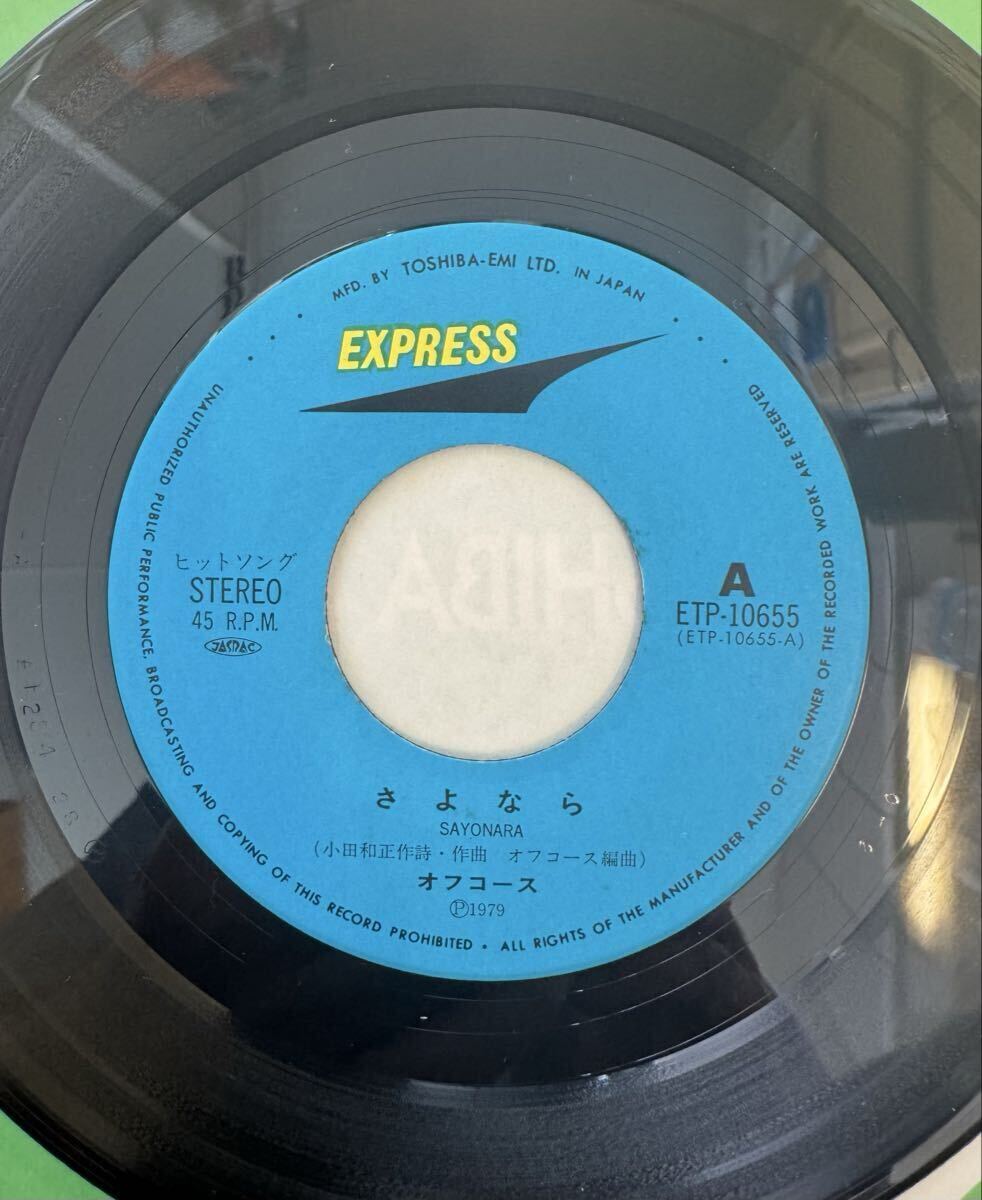 MFD. BY TOSHIBA-EMI LTD. IN JAPAN
EXPRESS
ヒットソング
STEREO
45 R.P.M.
JASRAC
A
ETP-10655
(ETP-10655-A)
さよなら
SAYONARA
(小田和正作詩・作曲 オフコース編曲)
オフコース
Ⓟ1979
UNAUTHORIZED PUBLIC PERFORMANCE, BROADCASTING AND COPYING OF THIS RECORD PROHIBITED • ALL RIGHTS OF THE MANUFACTURER AND OF THE OWNER OF THE RECORDED WORK ARE RESERVED